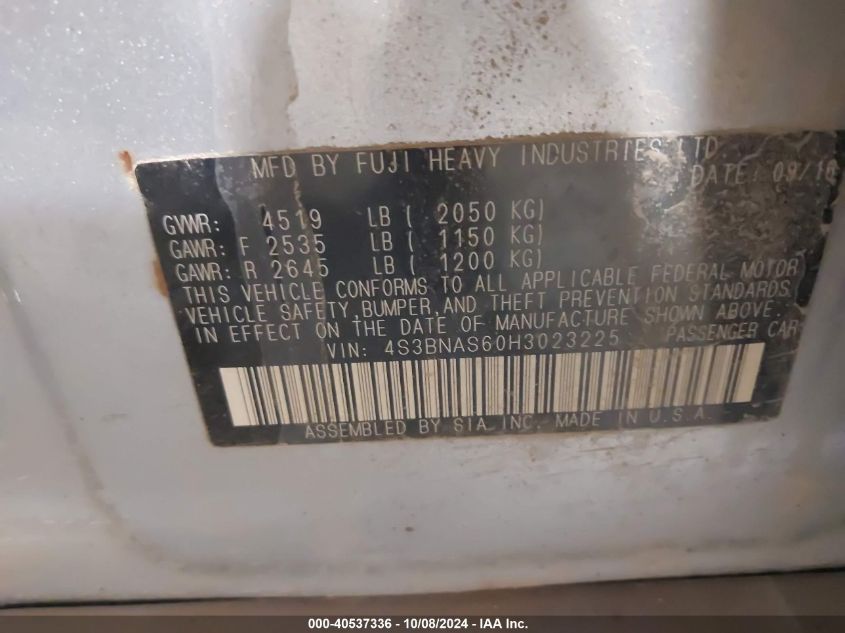 MFD BY FUJI HEAVY INDUSTRIES LTD
DATE: 09/16
GVWR: 4519 LB ( 2050 KG)
GAWR: F 2535 LB ( 1150 KG)
GAWR: R 2645 LB ( 1200 KG)
THIS VEHICLE CONFORMS TO ALL APPLICABLE FEDERAL MOTOR
VEHICLE SAFETY,BUMPER,AND THEFT PREVENTION STANDARDS
IN EFFECT ON THE DATE OF MANUFACTURE SHOWN ABOVE.
VIN: 4S3BNAS60H3023225 PASSENGER CAR
ASSEMBLED BY SIA,INC. MADE IN U.S.A.
000-40537336 - 10/08/2024 - IAA Inc.